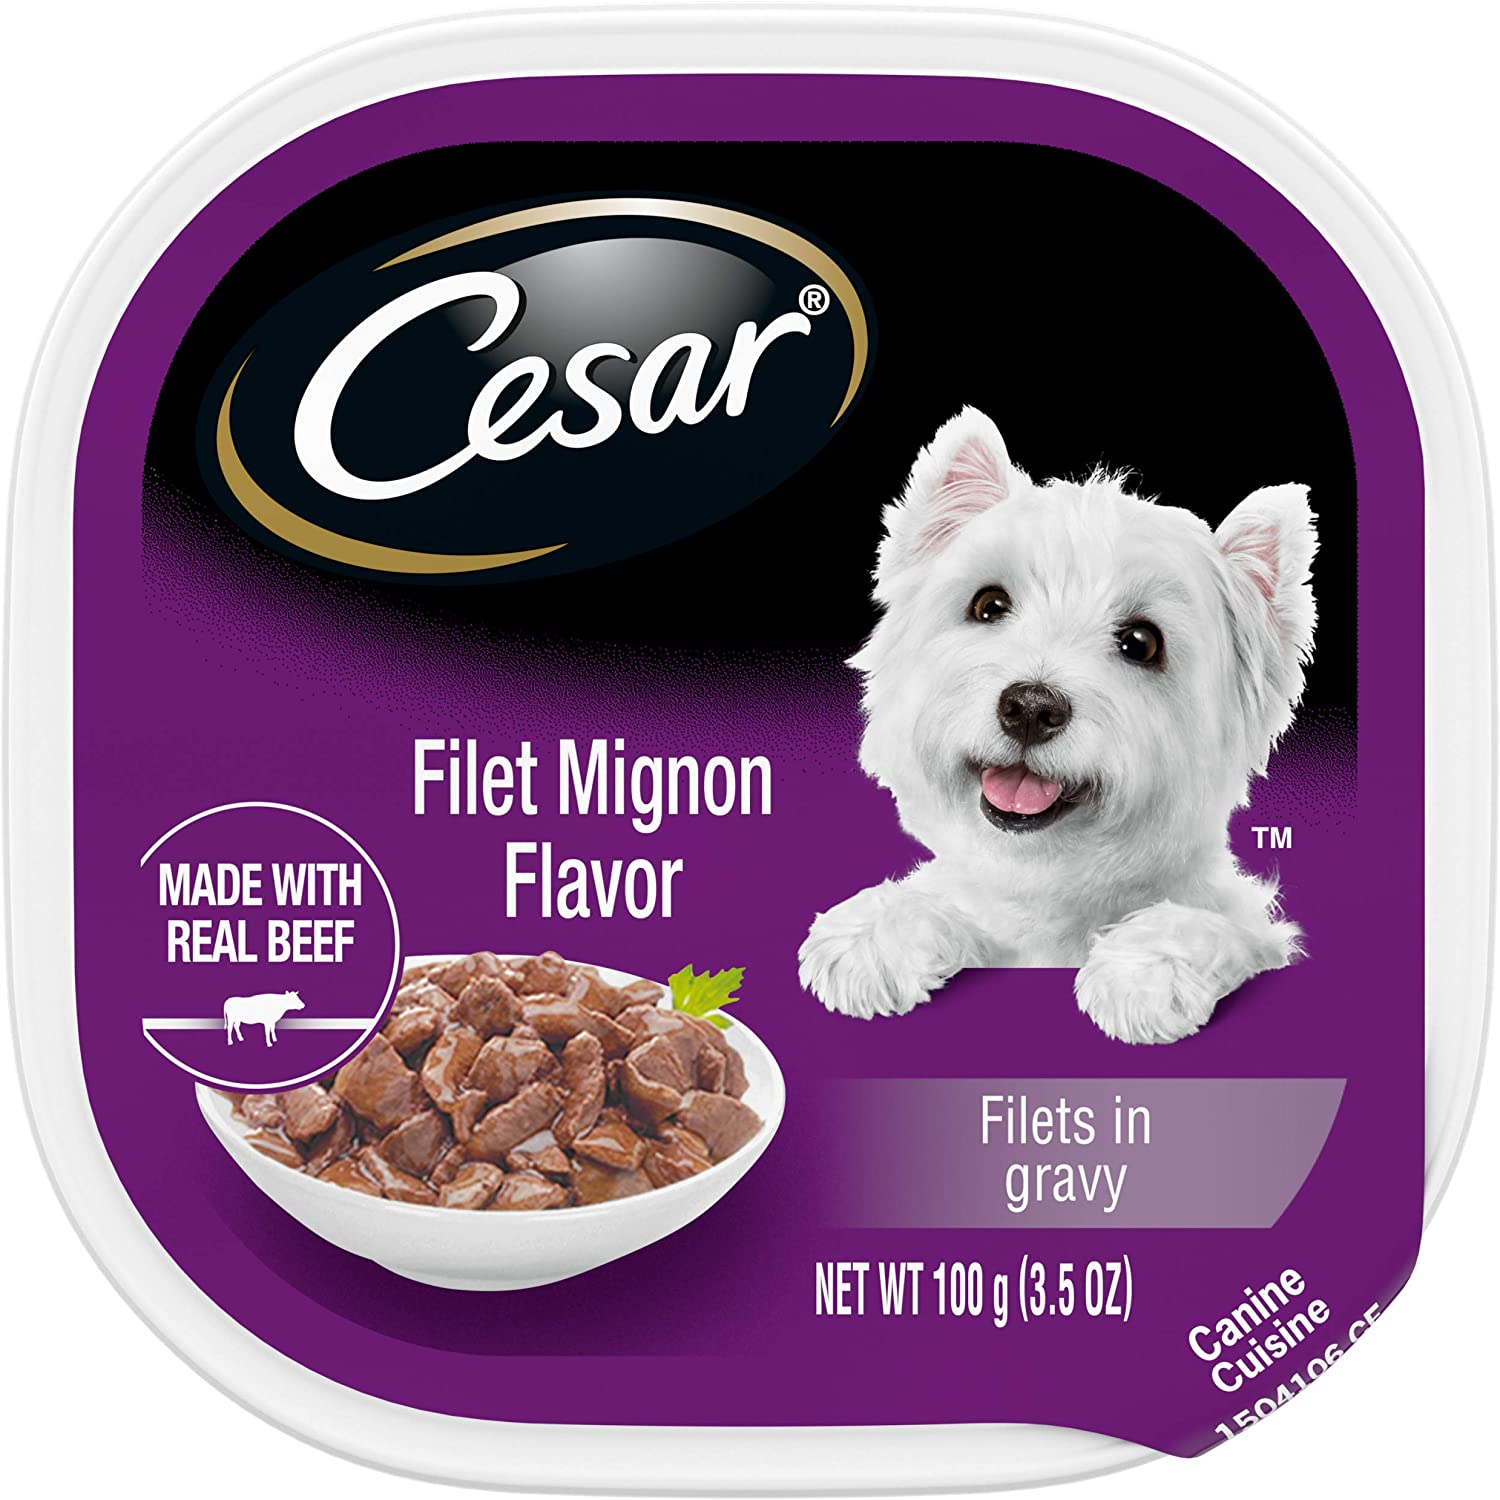 Cesar®
Filet Mignon
Flavor
MADE WITH
REAL BEEF
TM
Filets in
gravy
NET WT 100 g (3.5 OZ)
Canine
Cuisine